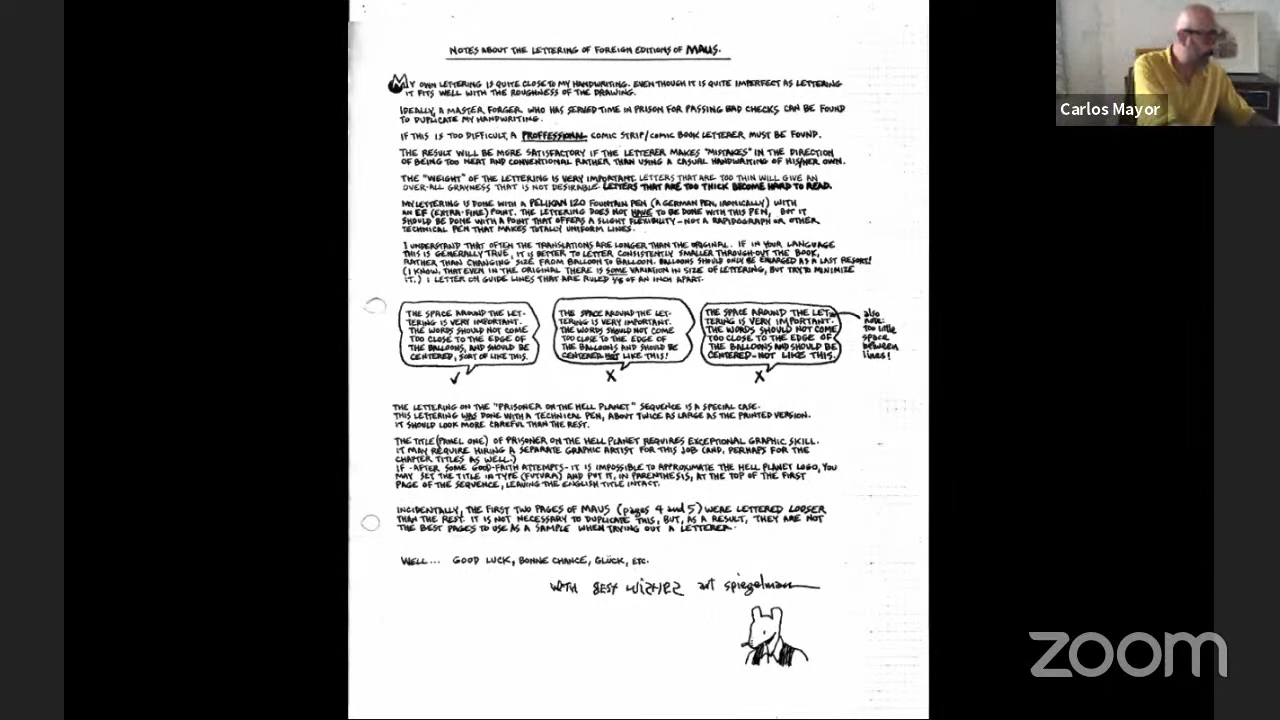 NOTES ABOUT THE LETTERING OF FOREIGN EDITIONS OF MAUS.
MY OWN LETTERING IS QUITE CLOSE TO MY HANDWRITING. EVEN THOUGH IT IS QUITE IMPERFECT AS LETTERING
IT FITS WELL WITH THE ROUGHNESS OF THE DRAWING.
IDEALLY, A MASTER FORGER WHO HAS SERVED TIME IN PRISON FOR PASSING BAD CHECKS CAN BE FOUND
TO DUPLICATE MY HANDWRITING.
IF THIS IS TOO DIFFICULT, A PROFFESSIONAL COMIC STRIP/COMIC BOOK LETTERER MUST BE FOUND.
THE RESULT WILL BE MORE SATISFACTORY IF THE LETTERER MAKES "MISTAKES" IN THE DIRECTION
OF BEING TOO NEAT AND CONVENTIONAL RATHER THAN USING A CASUAL HANDWRITING OF HIS/HER OWN.
THE "WEIGHT" OF THE LETTERING IS VERY IMPORTANT. LETTERS THAT ARE TOO THIN WILL GIVE AN
OVER-ALL GRAYNESS THAT IS NOT DESIRABLE. LETTERS THAT ARE TOO THICK BECOME HARD TO READ.
MY LETTERING IS DONE WITH A PELIKAN 120 FOUNTAIN PEN (A GERMAN PEN, IRONICALLY) WITH
AN EF (EXTRA-FINE) POINT. THE LETTERING DOES NOT HAVE TO BE DONE WITH THIS PEN, BUT IT
SHOULD BE DONE WITH A POINT THAT OFFERS A SLIGHT FLEXIBILITY-NOT A RAPIDOGRAPH OR OTHER
TECHNICAL PEN THAT MAKES TOTALLY UNIFORM LINES.
I UNDERSTAND THAT OFTEN THE TRANSLATIONS ARE LONGER THAN THE ORIGINAL. IF IN YOUR LANGUAGE
THIS IS GENERALLY TRUE, IT IS BETTER TO LETTER CONSISTENTLY SMALLER THROUGH-OUT THE BOOK,
RATHER THAN CHANGING SIZE FROM BALLOON TO BALLOON. BALLOONS SHOULD ONLY BE ENLARGED AS A LAST RESORT!
(I KNOW, THAT EVEN IN THE ORIGINAL THERE IS SOME VARIATION IN SIZE OF LETTERING, BUT TRY TO MINIMIZE
IT.) I LETTER ON GUIDE LINES THAT ARE RULED 1/8 OF AN INCH APART.
THE SPACE AROUND THE LET-
TERING IS VERY IMPORTANT.
THE WORDS SHOULD NOT COME
TOO CLOSE TO THE EDGE OF
THE BALLOONS, AND SHOULD BE
CENTERED, SORT OF LIKE THIS.
✓
THE SPACE AROUND THE LET-
TERING IS VERY IMPORTANT.
THE WORDS SHOULD NOT COME
TOO CLOSE TO THE EDGE OF
THE BALLOONS AND SHOULD BE
CENTERED NOT LIKE THIS!
X
THE SPACE AROUND THE LET-
TERING IS VERY IMPORTANT.
THE WORDS SHOULD NOT COME
TOO CLOSE TO THE EDGE OF
THE BALLOONS AND SHOULD BE
CENTERED-NOT LIKE THIS.
X
also
note:
too little
space
between
lines!
THE LETTERING ON THE "PRISONER ON THE HELL PLANET" SEQUENCE IS A SPECIAL CASE.
THIS LETTERING WAS DONE WITH A TECHNICAL PEN, ABOUT TWICE AS LARGE AS THE PRINTED VERSION.
IT SHOULD LOOK MORE CAREFUL THAN THE REST.
THE TITLE (PANEL ONE) OF PRISONER ON THE HELL PLANET REQUIRES EXCEPTIONAL GRAPHIC SKILL.
IT MAY REQUIRE HIRING A SEPARATE GRAPHIC ARTIST FOR THIS JOB (AND, PERHAPS FOR THE
CHAPTER TITLES AS WELL.)
IF -AFTER SOME GOOD-FAITH ATTEMPTS- IT IS IMPOSSIBLE TO APPROXIMATE THE HELL PLANET LOGO, YOU
MAY SET THE TITLE IN TYPE (FUTURA) AND PUT IT, IN PARENTHESIS, AT THE TOP OF THE FIRST
PAGE OF THE SEQUENCE, LEAVING THE ENGLISH TITLE INTACT.
INCIDENTALLY, THE FIRST TWO PAGES OF MAUS (pages 4 and 5) WERE LETTERED LOOSER
THAN THE REST. IT IS NOT NECESSARY TO DUPLICATE THIS, BUT, AS A RESULT, THEY ARE NOT
THE BEST PAGES TO USE AS A SAMPLE WHEN TRYING OUT A LETTERER.
WELL... GOOD LUCK, BONNE CHANCE, GLÜCK, ETC.
WITH BEST WISHES art spiegelman
Carlos Mayor
zoom